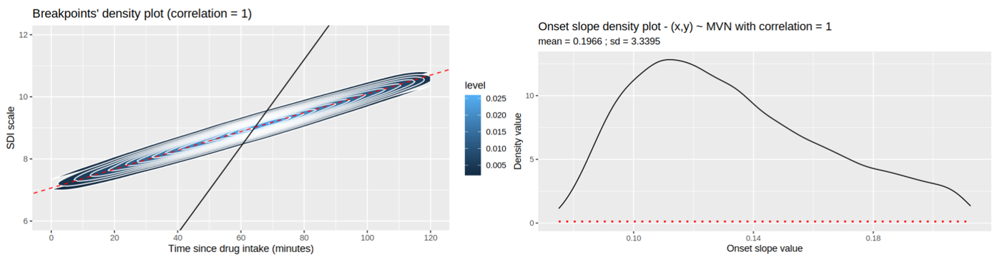 Breakpoints' density plot (correlation = 1)
12
10
8
6
SDI scale
0 20 40 60 80 100 120
Time since drug intake (minutes)
level
0.025
0.020
0.015
0.010
0.005
Onset slope density plot - (x,y) ~ MVN with correlation = 1
mean = 0.1966 ; sd = 3.3395
10
5
0
Density value
0.10 0.14 0.18
Onset slope value